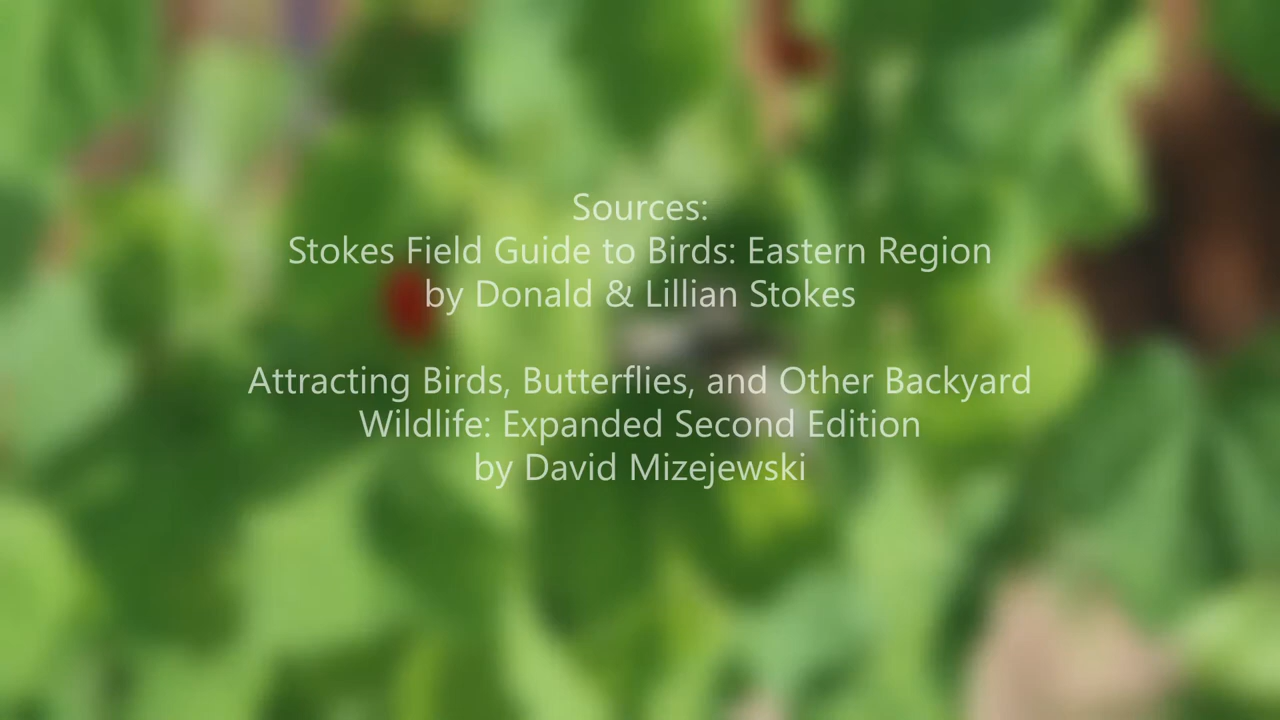 Sources:
Stokes Field Guide to Birds: Eastern Region
by Donald & Lillian Stokes
Attracting Birds, Butterflies, and Other Backyard
Wildlife: Expanded Second Edition
by David Mizejewski